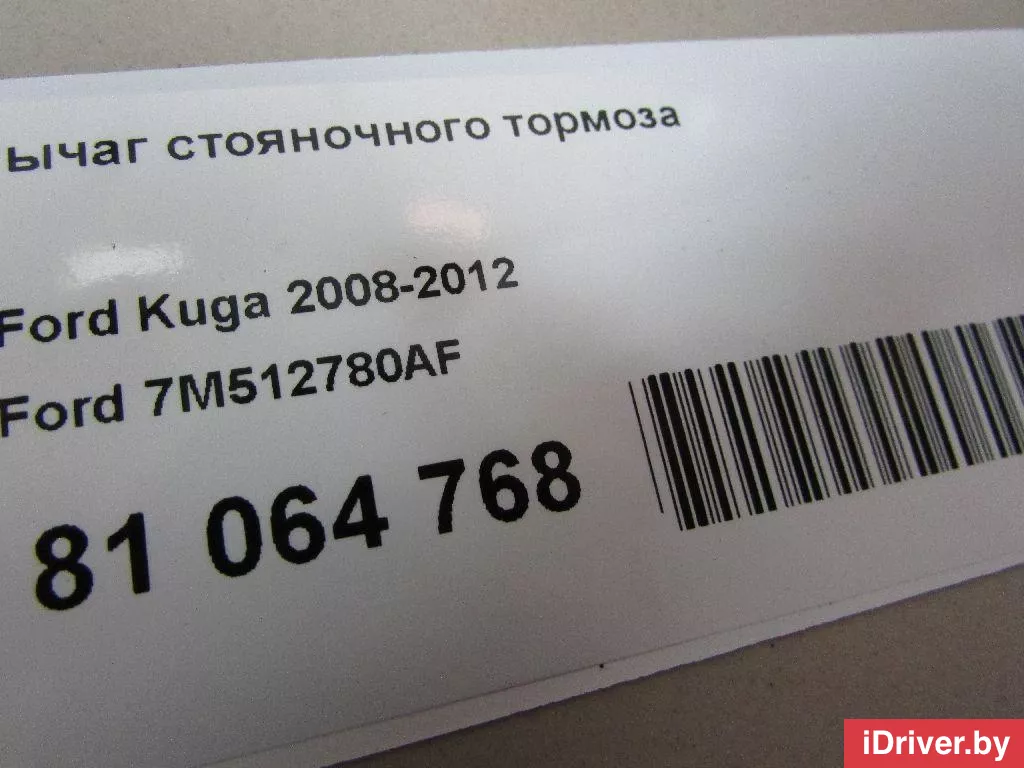 ычаг стояночного тормоза
Ford Kuga 2008-2012
Ford 7M512780AF
81 064 768
iDriver.by